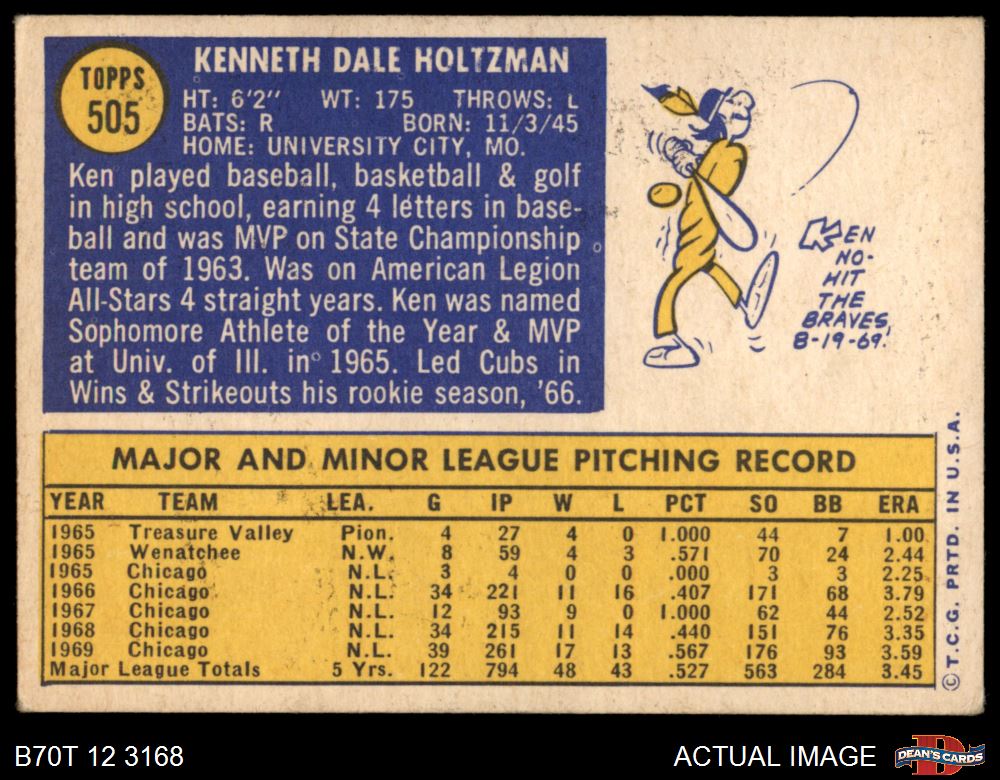 TOPPS
505
KENNETH DALE HOLTZMAN
HT: 6'2" WT: 175 THROWS: L
BATS: R BORN: 11/3/45
HOME: UNIVERSITY CITY, MO.
Ken played baseball, basketball & golf
in high school, earning 4 letters in base-
ball and was MVP on State Championship
team of 1963. Was on American Legion
All-Stars 4 straight years. Ken was named
Sophomore Athlete of the Year & MVP
at Univ. of Ill. in 1965. Led Cubs in
Wins & Strikeouts his rookie season, '66.
KEN
NO-
HIT
THE
BRAVES,
8-19-69!
MAJOR AND MINOR LEAGUE PITCHING RECORD
YEAR TEAM LEA. G IP W L PCT SO BB ERA
1965 Treasure Valley Pion. 4 27 4 0 1.000 44 7 1.00
1965 Wenatchee N.W. 8 59 4 3 .571 70 24 2.44
1965 Chicago N.L. 3 4 0 0 .000 3 3 2.25
1966 Chicago N.L. 34 221 11 16 .407 171 68 3.79
1967 Chicago N.L. 12 93 9 0 1.000 62 44 2.52
1968 Chicago N.L. 34 215 11 14 .440 151 76 3.35
1969 Chicago N.L. 39 261 17 13 .567 176 93 3.59
Major League Totals 5 Yrs. 122 794 48 43 .527 563 284 3.45
© T.C.G. PRTD. IN U.S.A.
B70T 12 3168
ACTUAL IMAGE
D
DEAN'S CARDS